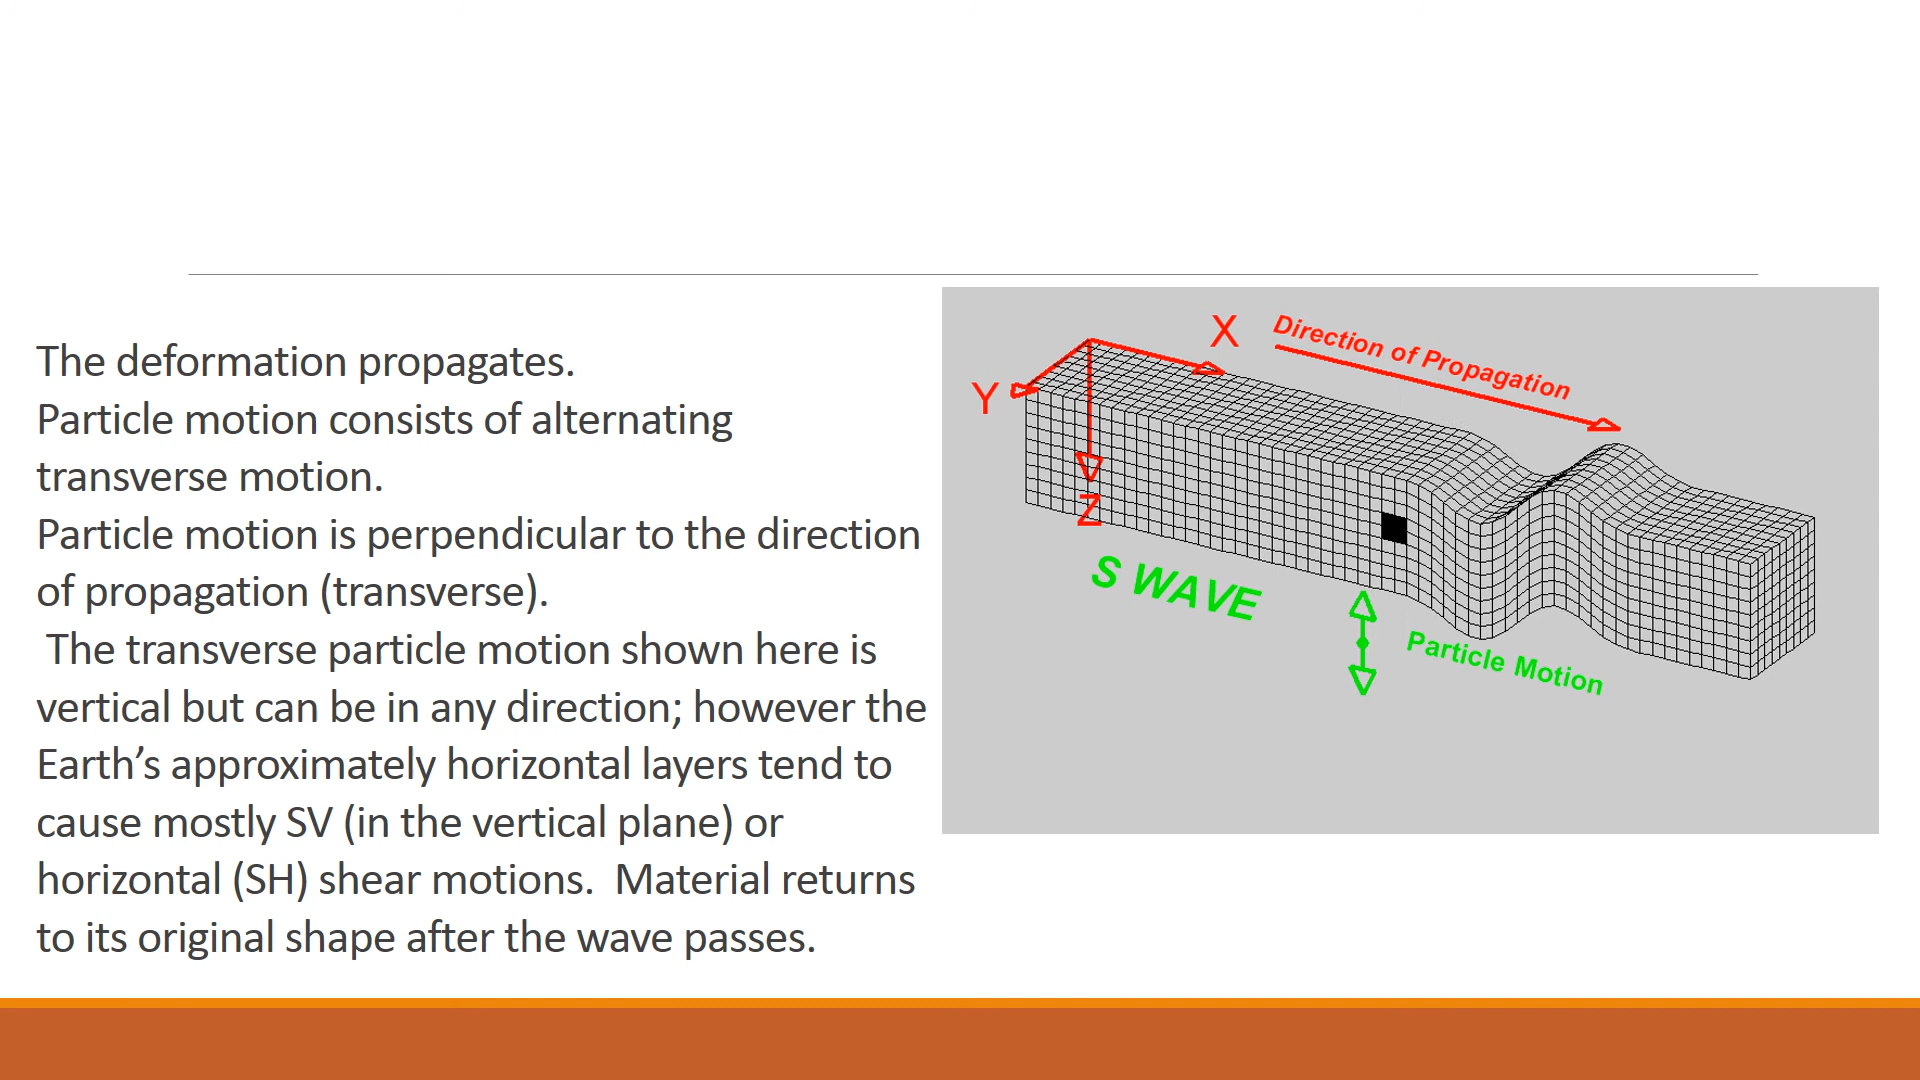 The deformation propagates.
Particle motion consists of alternating
transverse motion.
Particle motion is perpendicular to the direction
of propagation (transverse).
The transverse particle motion shown here is
vertical but can be in any direction; however the
Earth’s approximately horizontal layers tend to
cause mostly SV (in the vertical plane) or
horizontal (SH) shear motions.  Material returns
to its original shape after the wave passes.
X
Direction of Propagation
Y
Z
S WAVE
Particle Motion